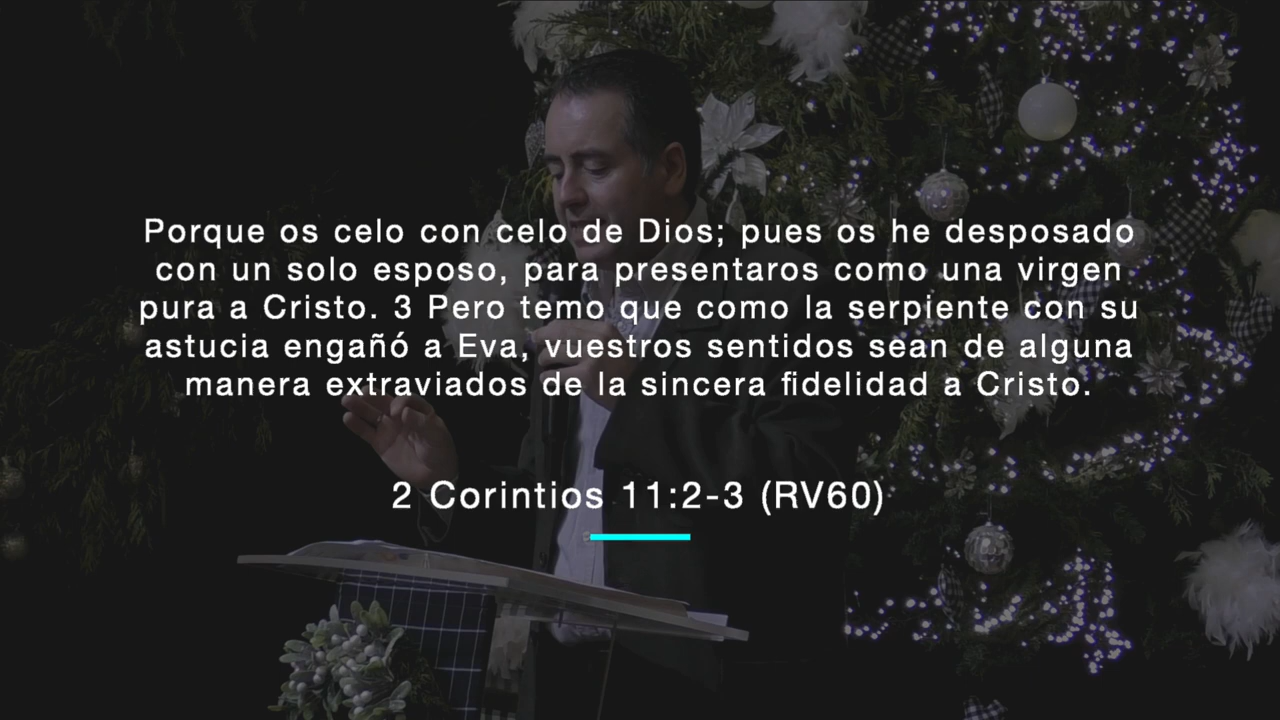 Porque os celo con celo de Dios; pues os he desposado
con un solo esposo, para presentaros como una virgen
pura a Cristo. 3 Pero temo que como la serpiente con su
astucia engañó a Eva, vuestros sentidos sean de alguna
manera extraviados de la sincera fidelidad a Cristo.
2 Corintios 11:2-3 (RV60)